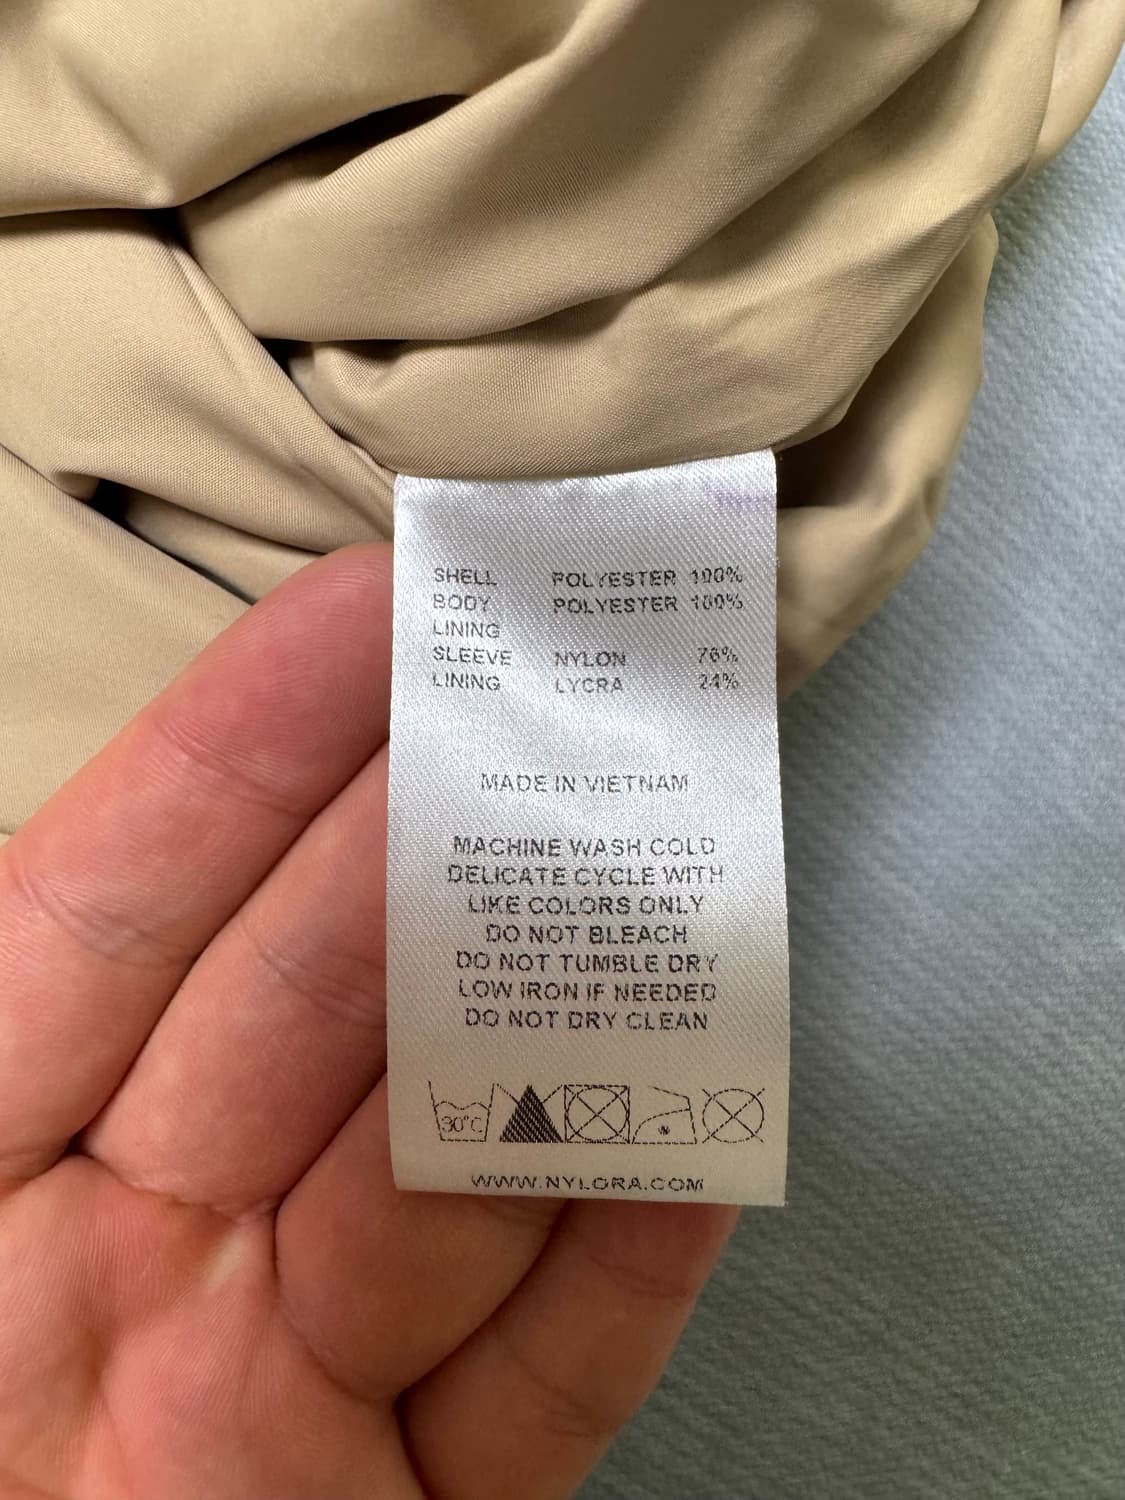 SHELL POLYESTER 100%
BODY POLYESTER 100%
LINING
SLEEVE NYLON 76%
LINING LYCRA 24%
MADE IN VIETNAM
MACHINE WASH COLD
DELICATE CYCLE WITH
LIKE COLORS ONLY
DO NOT BLEACH
DO NOT TUMBLE DRY
LOW IRON IF NEEDED
DO NOT DRY CLEAN
30°C
WWW.NYLORA.COM